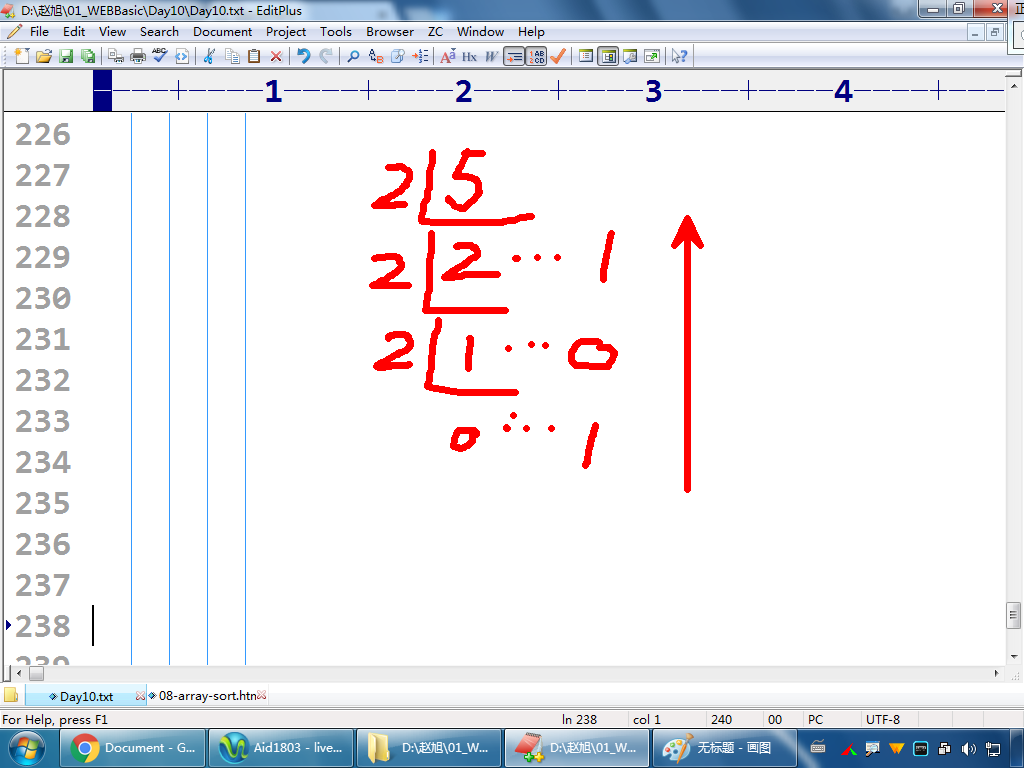 D:\赵旭\01_WEBBasic\Day10\Day10.txt - EditPlus
File Edit View Search Document Project Tools Browser ZC Window Help
1 2 3 4
226
227
228
229
230
231
232
233
234
235
236
237
238
239
2 5
2 2 ··· 1
2 1 ··· 0
0 ··· 1
Day10.txt 08-array-sort.htm
For Help, press F1 ln 238 col 1 240 00 PC UTF-8
Document - G... Aid1803 - live... D:\赵旭\01_W... D:\赵旭\01_W... 无标题 - 画图